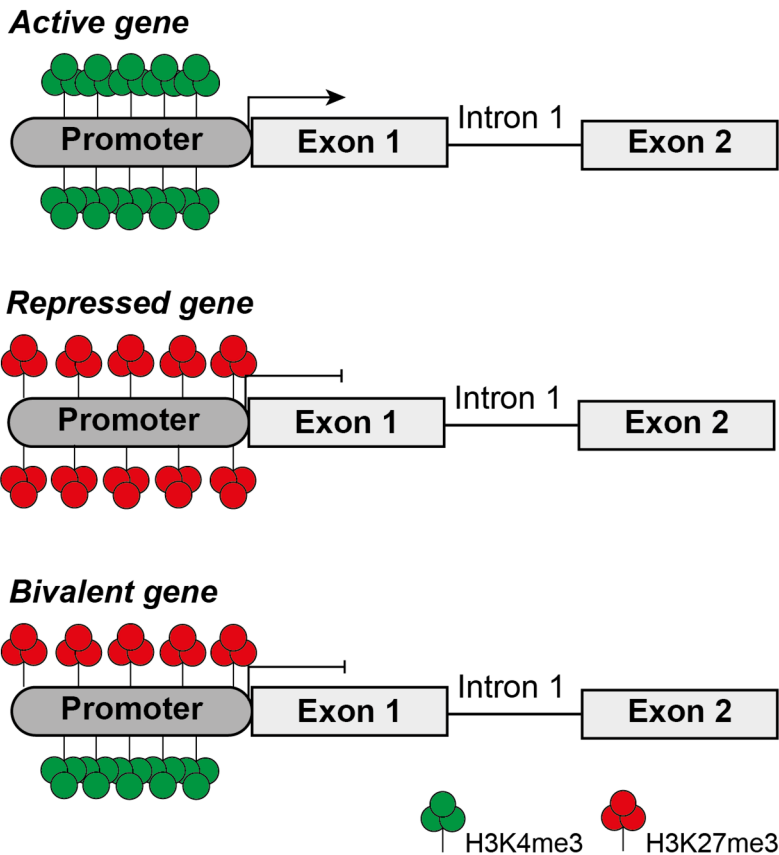 Active gene
Promoter
Exon 1
Intron 1
Exon 2
Repressed gene
Promoter
Exon 1
Intron 1
Exon 2
Bivalent gene
Promoter
Exon 1
Intron 1
Exon 2
H3K4me3
H3K27me3